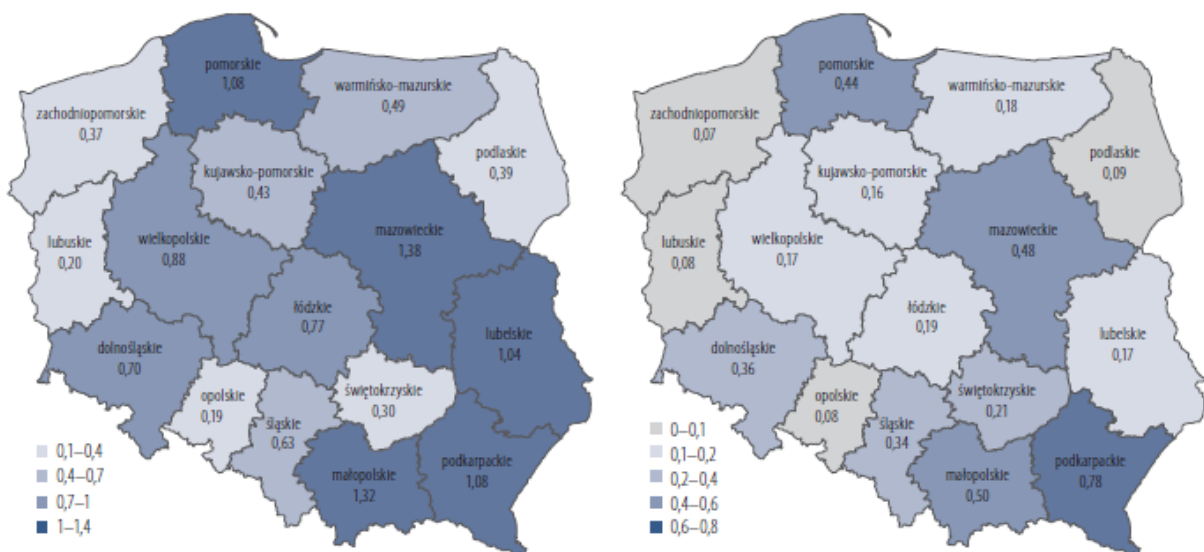 pomorskie
1,08
warmińsko-mazurskie
0,49
zachodniopomorskie
0,37
podlaskie
0,39
kujawsko-pomorskie
0,43
mazowieckie
1,38
lubuskie
0,20
wielkopolskie
0,88
łódzkie
0,77
lubelskie
1,04
dolnośląskie
0,70
opolskie
0,19
śląskie
0,63
świętokrzyskie
0,30
małopolskie
1,32
podkarpackie
1,08
0,1–0,4
0,4–0,7
0,7–1
1–1,4
pomorskie
0,44
warmińsko-mazurskie
0,18
zachodniopomorskie
0,07
podlaskie
0,09
kujawsko-pomorskie
0,16
mazowieckie
0,48
lubuskie
0,08
wielkopolskie
0,17
łódzkie
0,19
lubelskie
0,17
dolnośląskie
0,36
opolskie
0,08
śląskie
0,34
świętokrzyskie
0,21
małopolskie
0,50
podkarpackie
0,78
0–0,1
0,1–0,2
0,2–0,4
0,4–0,6
0,6–0,8